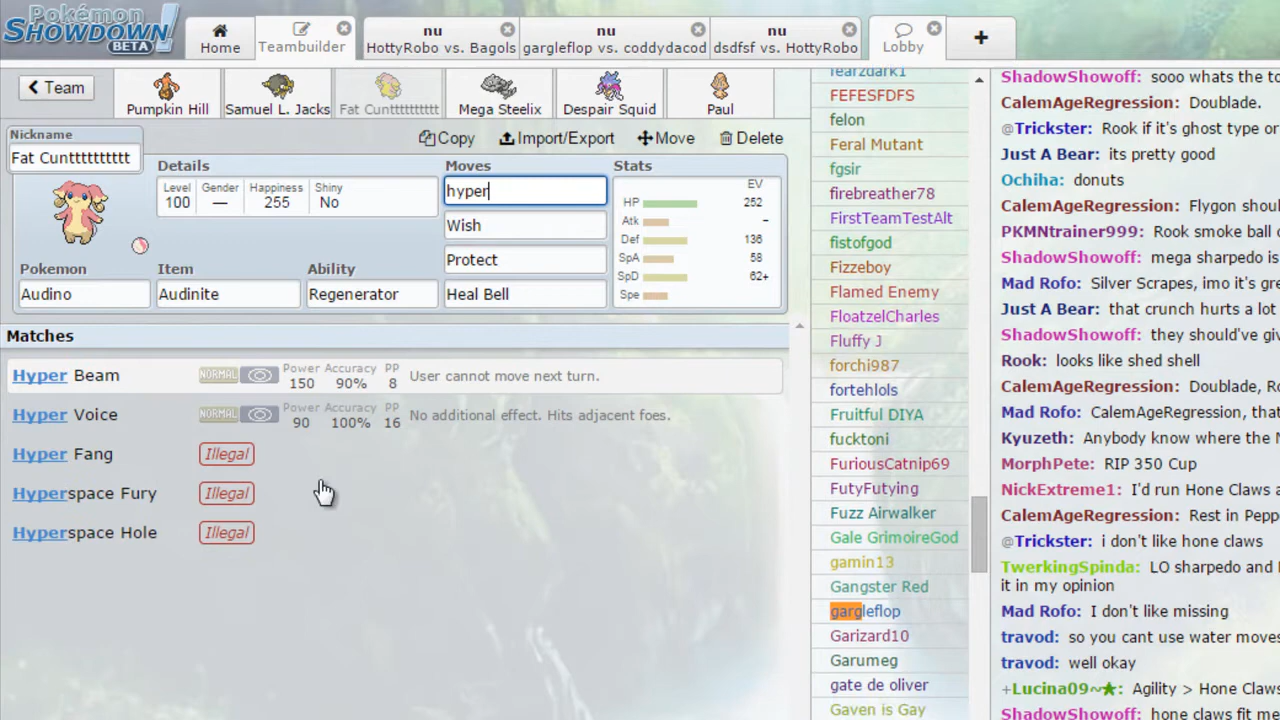 Pokémon
SHOWDOWN!
BETA
Home
Teambuilder
nu
HottyRobo vs. Bagols
nu
gargleflop vs. coddydacod
nu
dsdfsf vs. HottyRobo
Lobby
+
Team
Pumpkin Hill
Samuel L. Jacks
Fat Cuntttttttttt
Mega Steelix
Despair Squid
Paul
Nickname
Fat Cuntttttttttt
Copy
Import/Export
Move
Delete
Details
Level
100
Gender
—
Happiness
255
Shiny
No
Pokemon
Audino
Item
Audinite
Ability
Regenerator
Moves
hyper
Wish
Protect
Heal Bell
Stats
EV
HP 252
Atk –
Def 136
SpA 58
SpD 62+
Spe
Matches
Hyper Beam NORMAL Power 150 Accuracy 90% PP 8 User cannot move next turn.
Hyper Voice NORMAL Power 90 Accuracy 100% PP 16 No additional effect. Hits adjacent foes.
Hyper Fang Illegal
Hyperspace Fury Illegal
Hyperspace Hole Illegal
fearzdark1
FEFESFDFS
felon
Feral Mutant
fgsir
firebreather78
FirstTeamTestAlt
fistofgod
Fizzeboy
Flamed Enemy
FloatzelCharles
Fluffy J
forchi987
fortehlols
Fruitful DIYA
fucktoni
FuriousCatnip69
FutyFutying
Fuzz Airwalker
Gale GrimoireGod
gamin13
Gangster Red
gargleflop
Garizard10
Garumeg
gate de oliver
Gaven is Gay
ShadowShowoff: sooo whats the to
CalemAgeRegression: Doublade.
@Trickster: Rook if it's ghost type or
Just A Bear: its pretty good
Ochiha: donuts
CalemAgeRegression: Flygon shoul
PKMNtrainer999: Rook smoke ball o
ShadowShowoff: mega sharpedo is
Mad Rofo: Silver Scrapes, imo it's gre
Just A Bear: that crunch hurts a lot
ShadowShowoff: they should've giv
Rook: looks like shed shell
CalemAgeRegression: Doublade, Ro
Mad Rofo: CalemAgeRegression, that
Kyuzeth: Anybody know where the N
MorphPete: RIP 350 Cup
NickExtreme1: I'd run Hone Claws a
CalemAgeRegression: Rest in Peppe
@Trickster: i don't like hone claws
TwerkingSpinda: LO sharpedo and
it in my opinion
Mad Rofo: I don't like missing
travod: so you cant use water moves
travod: well okay
+Lucina09~★: Agility > Hone Claws
ShadowShowoff: hone claws fit me